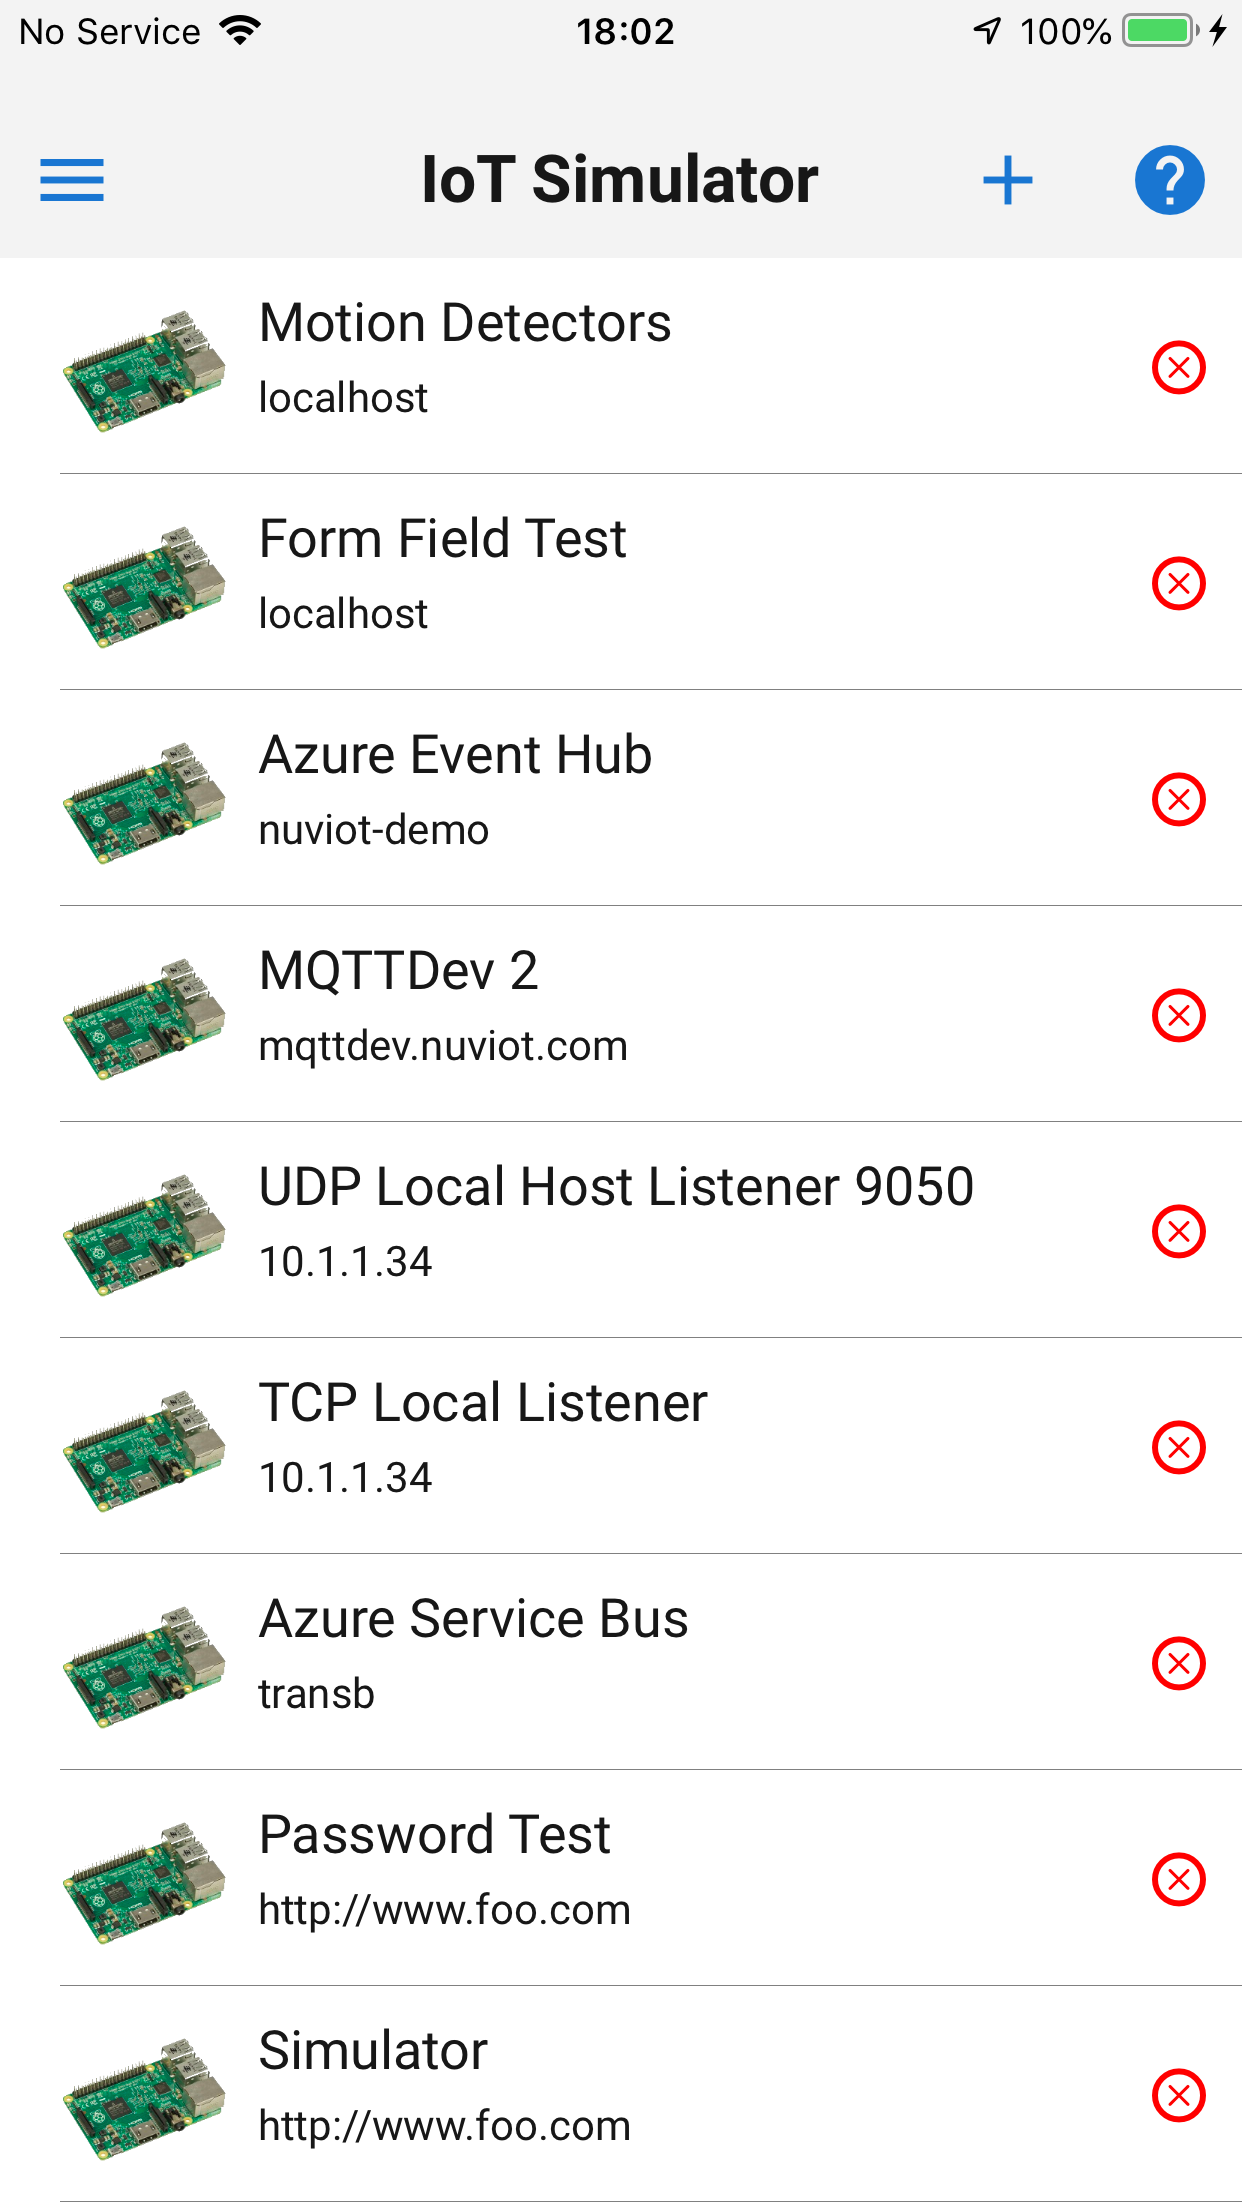 No Service 18:02 100%
IoT Simulator
Motion Detectors
localhost
Form Field Test
localhost
Azure Event Hub
nuviot-demo
MQTTDev 2
mqttdev.nuviot.com
UDP Local Host Listener 9050
10.1.1.34
TCP Local Listener
10.1.1.34
Azure Service Bus
transb
Password Test
http://www.foo.com
Simulator
http://www.foo.com